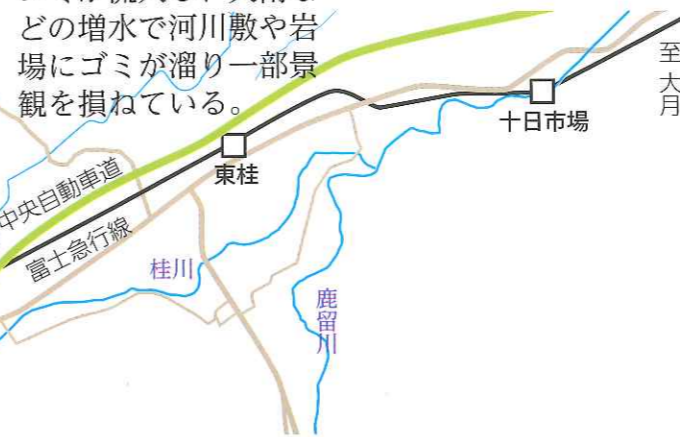 どの増水で河川敷や岩
場にゴミが溜り一部景
観を損ねている。
至 大月
十日市場
東桂
中央自動車道
富士急行線
桂川
鹿留川